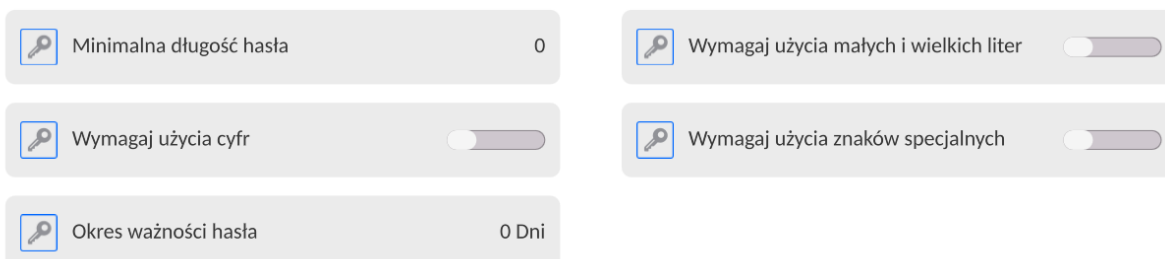 Minimalna długość hasła 0
Wymagaj użycia małych i wielkich liter
Wymagaj użycia cyfr
Wymagaj użycia znaków specjalnych
Okres ważności hasła 0 Dni